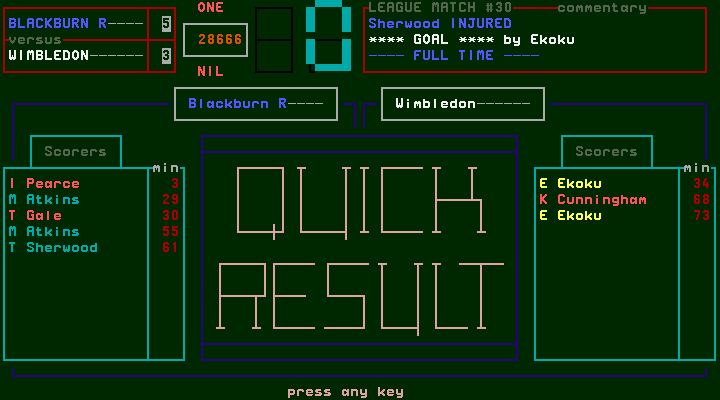 LEAGUE MATCH #30 commentary
BLACKBURN R---- 5
versus
WIMBLEDON----- 3
ONE
28666
NIL
0
Sherwood INJURED
**** GOAL **** by Ekoku
---- FULL TIME ----
Blackburn R---- Wimbledon------
Scorers
min
I Pearce 3
M Atkins 29
T Gale 30
M Atkins 55
T Sherwood 61
QUICK
RESULT
Scorers
min
E Ekoku 34
K Cunningham 68
E Ekoku 73
press any key